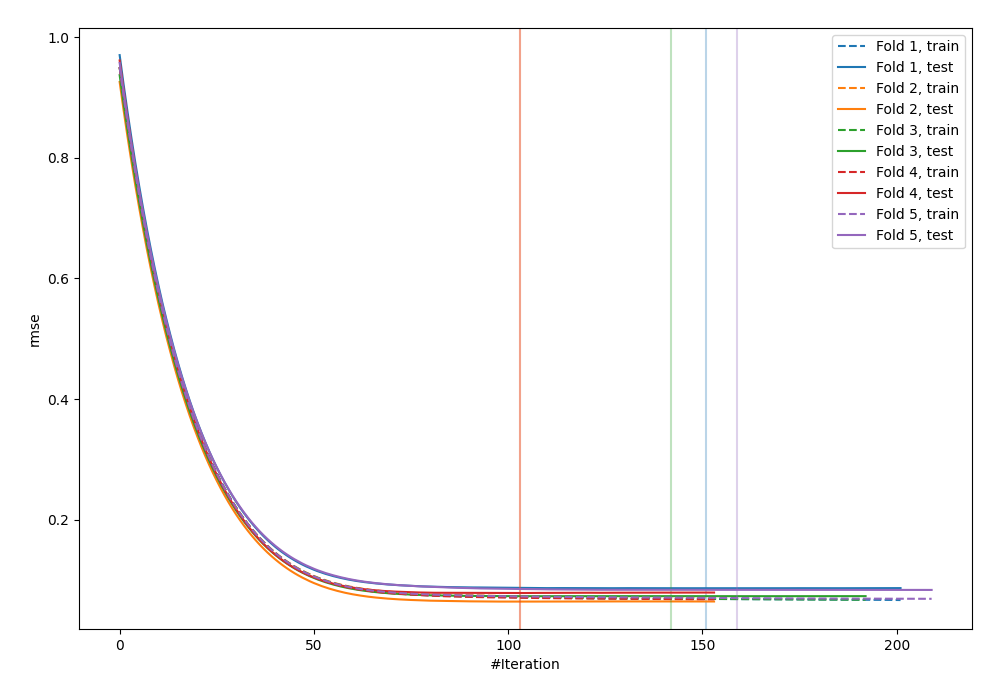 1.0
0.8
0.6
0.4
0.2
rmse
0
50
100
150
200
#Iteration
Fold 1, train
Fold 1, test
Fold 2, train
Fold 2, test
Fold 3, train
Fold 3, test
Fold 4, train
Fold 4, test
Fold 5, train
Fold 5, test